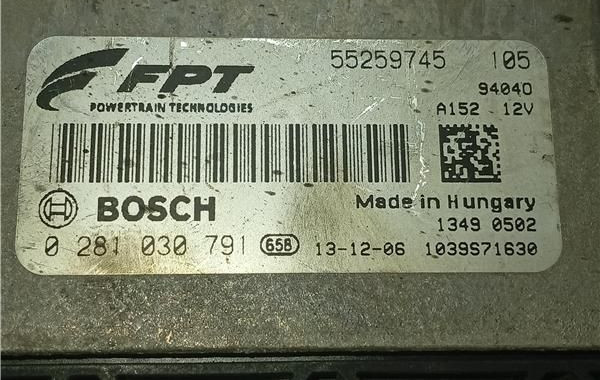 FPT 55259745 105
POWERTRAIN TECHNOLOGIES 94040
A152 12V
BOSCH Made in Hungary
1349 0502
0 281 030 791 65B 13-12-06 1039S71630